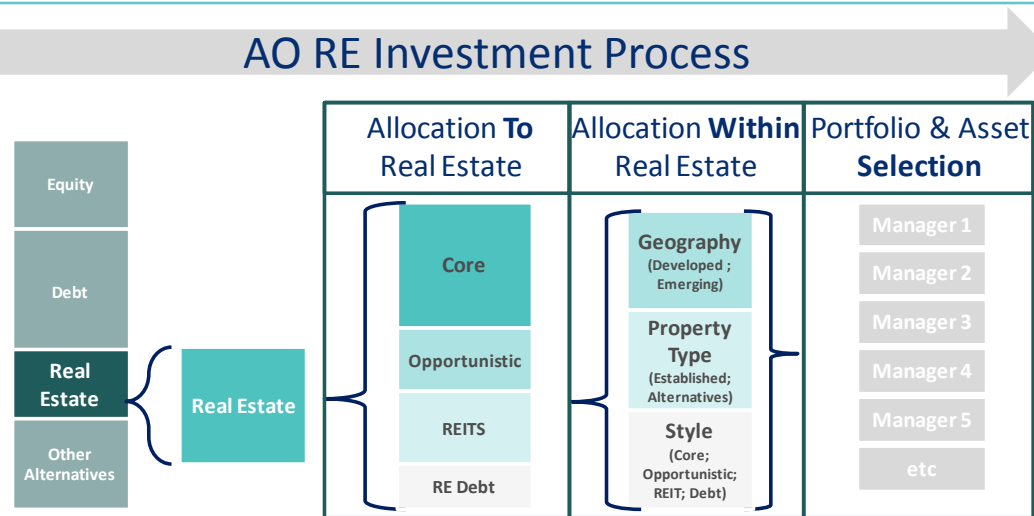 AO RE Investment Process
Allocation To
Real Estate
Allocation Within
Real Estate
Portfolio & Asset
Selection
Equity
Debt
Real
Estate
Other
Alternatives
Real Estate
Core
Opportunistic
REITS
RE Debt
Geography
(Developed ;
Emerging)
Property
Type
(Established;
Alternatives)
Style
(Core;
Opportunistic;
REIT; Debt)
Manager 1
Manager 2
Manager 3
Manager 4
Manager 5
etc